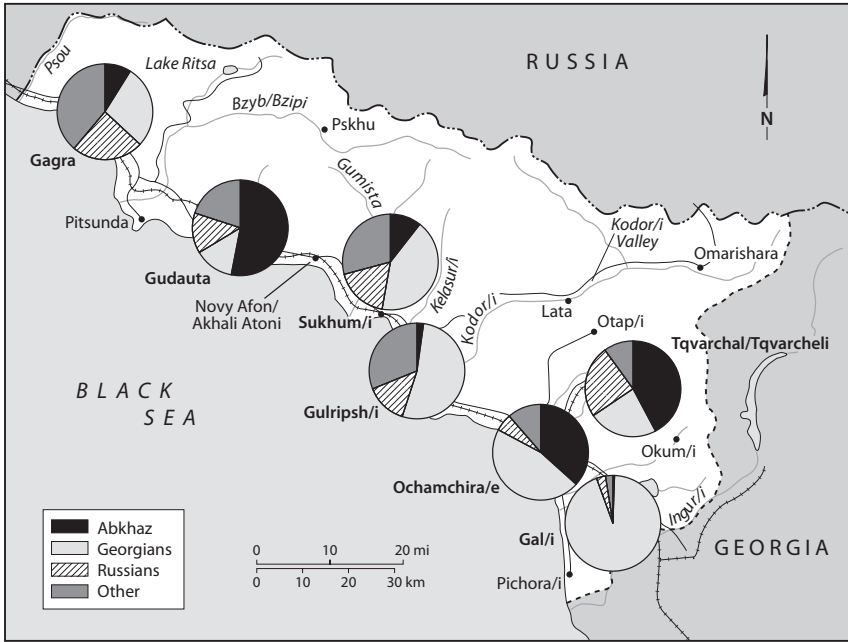 Psou
Lake Ritsa
RUSSIA
Bzyb/Bzipi
Pskhu
N
Gagra
Gumista
Pitsunda
Kodor/i
Valley
Omarishara
Gudauta
Kelasur/i
Novy Afon/
Akhali Atoni
Sukhum/i
Kodor/i
Lata
Otap/i
Tqvarchal/Tqvarcheli
BLACK
SEA
Gulripsh/i
Okum/i
Ochamchira/e
Ingur/i
Gal/i
GEORGIA
Pichora/i
Abkhaz
Georgians
Russians
Other
0 10 20 mi
0 10 20 30 km